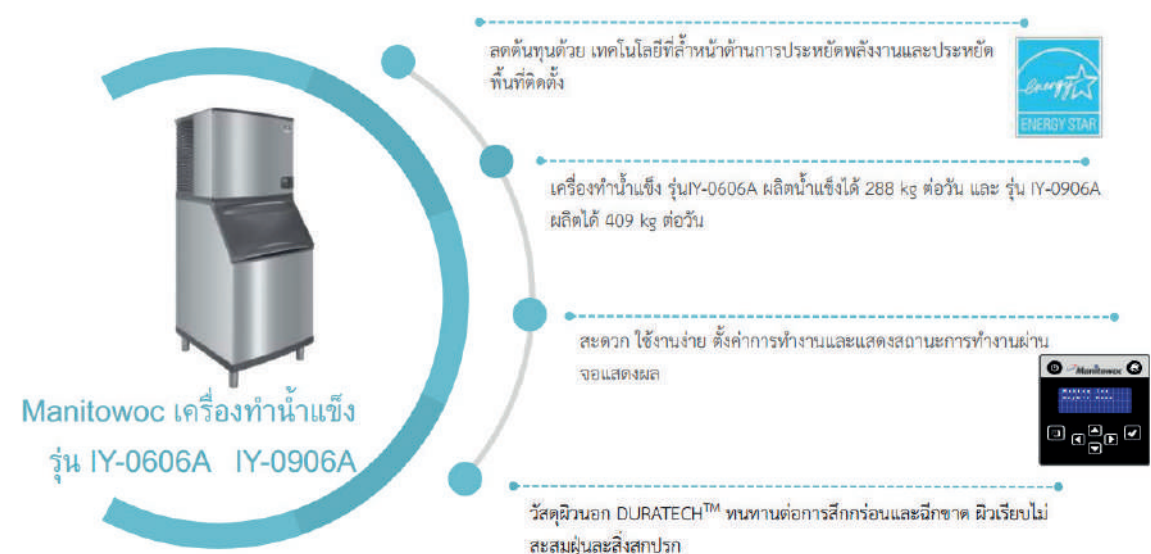 ลดต้นทุนด้วย เทคโนโลยีที่ล้ำหน้าด้านการประหยัดพลังงานและประหยัด
พื้นที่ติดตั้ง
energy
ENERGY STAR
เครื่องทำน้ำแข็ง รุ่นIY-0606A ผลิตน้ำแข็งได้ 288 kg ต่อวัน และ รุ่น IY-0906A
ผลิตได้ 409 kg ต่อวัน
สะดวก ใช้งานง่าย ตั้งค่าการทำงานและแสดงสถานะการทำงานผ่าน
จอแสดงผล
Manitowoc
Making Ice
Manitowoc เครื่องทำน้ำแข็ง
รุ่น IY-0606A IY-0906A
วัสดุผิวนอก DURATECH™ ทนทานต่อการสึกกร่อนและฉีกขาด ผิวเรียบไม่
สะสมฝุ่นละสิ่งสกปรก